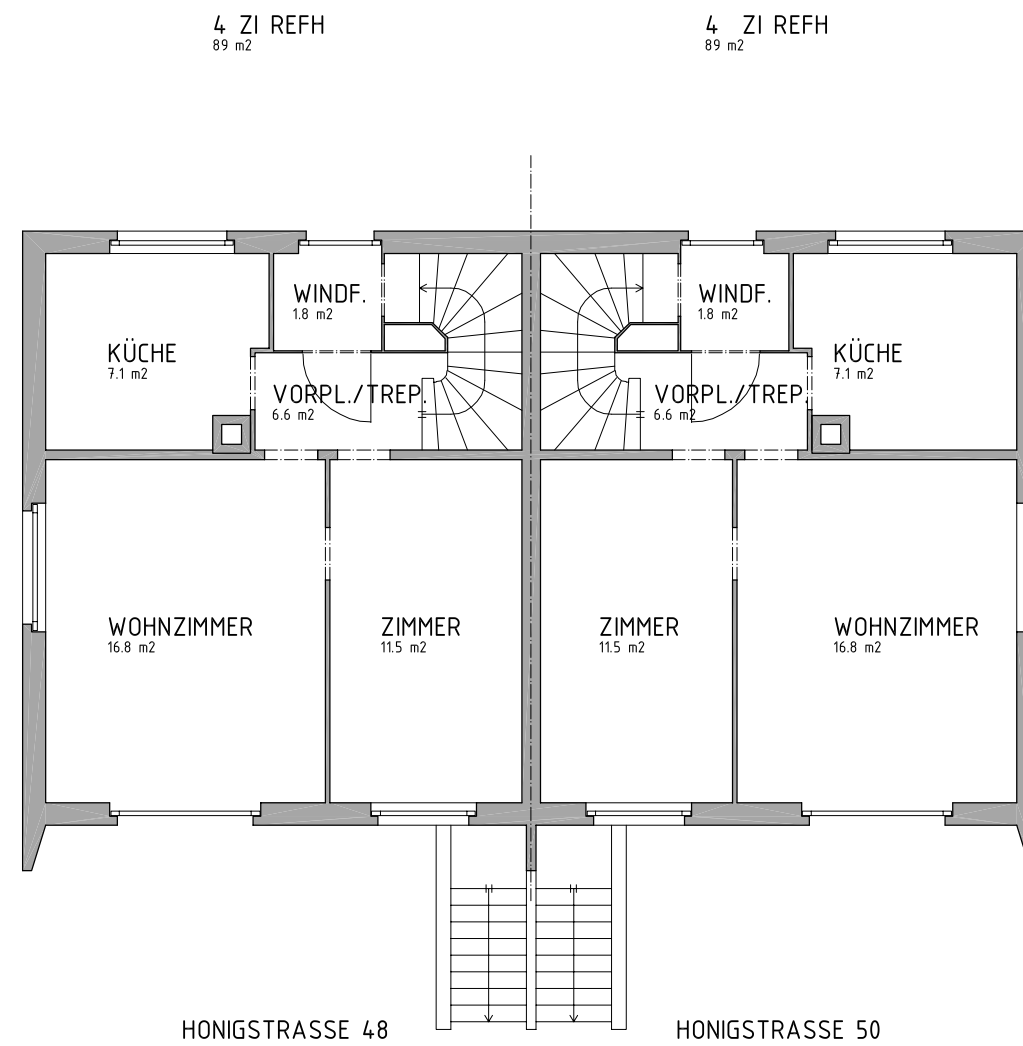 4 ZI REFH
89 m2
4 ZI REFH
89 m2
WINDF.
1.8 m2
WINDF.
1.8 m2
KÜCHE
7.1 m2
KÜCHE
7.1 m2
VORPL./TREP.
6.6 m2
VORPL./TREP.
6.6 m2
WOHNZIMMER
16.8 m2
ZIMMER
11.5 m2
ZIMMER
11.5 m2
WOHNZIMMER
16.8 m2
HONIGSTRASSE 48
HONIGSTRASSE 50